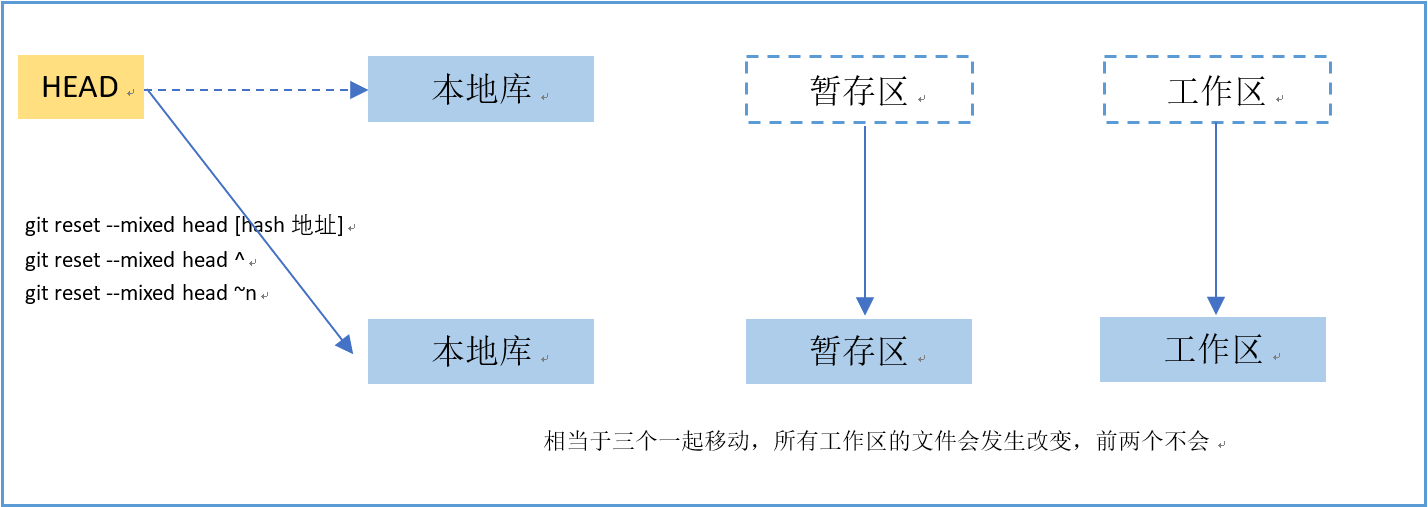 HEAD
本地库
暂存区
工作区
git reset --mixed head [hash 地址]
git reset --mixed head ^
git reset --mixed head ~n
本地库
暂存区
工作区
相当于三个一起移动，所有工作区的文件会发生改变，前两个不会